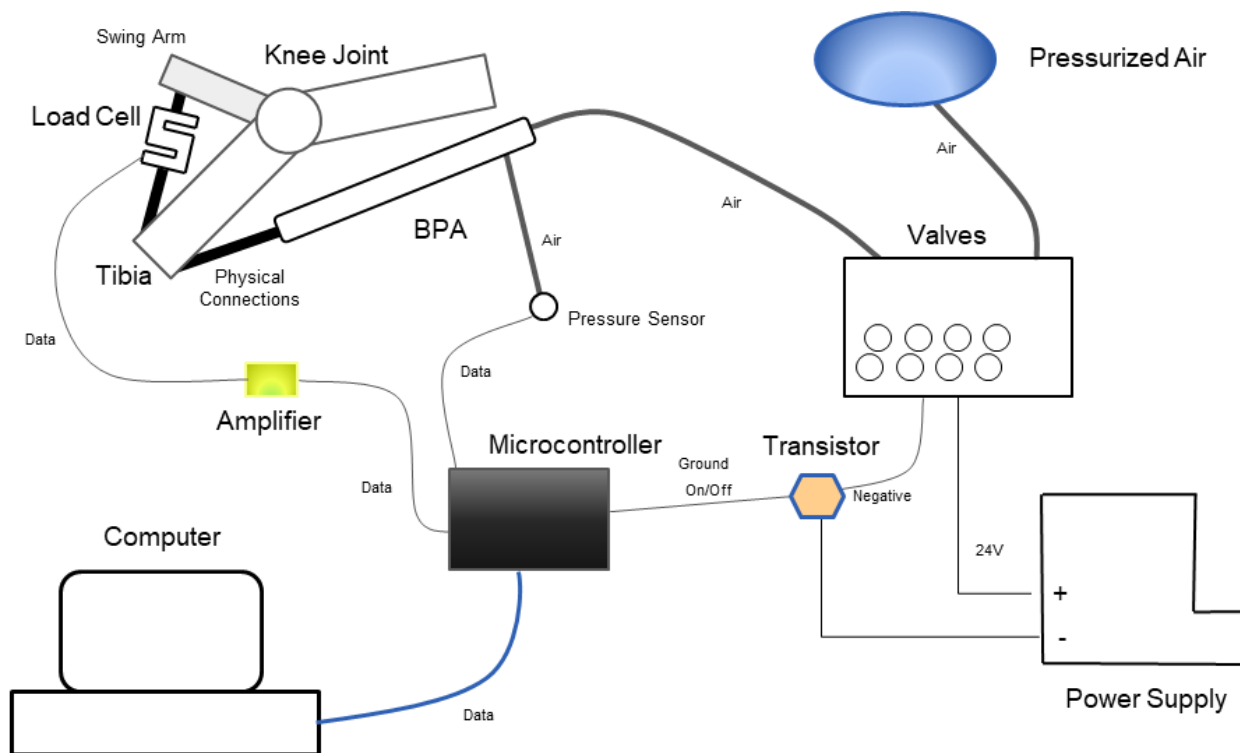 Swing Arm
Knee Joint
Pressurized Air
Load Cell
Air
Air
BPA
Valves
Air
Tibia
Physical
Connections
Pressure Sensor
Data
Data
Amplifier
Microcontroller
Transistor
Ground
On/Off
Data
Negative
Computer
24V
+
-
Power Supply
Data